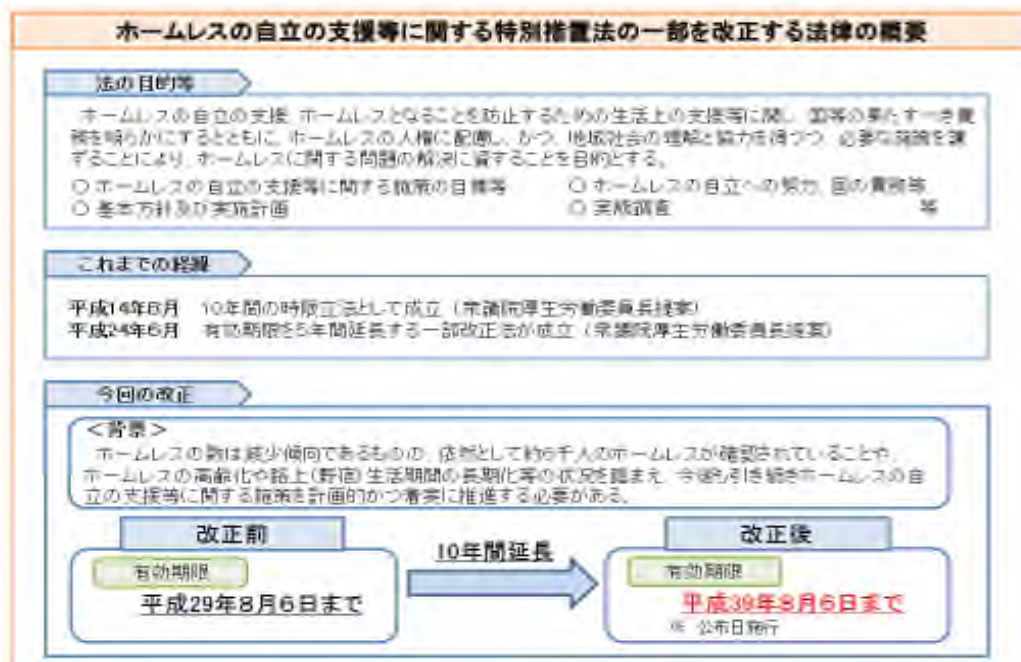 ホームレスの自立の支援等に関する特別措置法の一部を改正する法律の概要
法の目的等
ホームレスの自立の支援、ホームレスとなることを防止するための生活上の支援等に関し、国等の果たすべき責
務を明らかにするとともに、ホームレスの人権に配慮し、かつ、地域社会の理解と協力を得つつ、必要な施策を講
ずることにより、ホームレスに関する問題の解決に資することを目的とする。
○ ホームレスの自立の支援等に関する施策の目標等 ○ ホームレスの自立への努力、国の責務等
○ 基本方針及び実施計画 ○ 実態調査 等
これまでの経緯
平成14年8月 10年間の時限立法として成立（衆議院厚生労働委員長提案）
平成24年6月 有効期限を5年間延長する一部改正法が成立（衆議院厚生労働委員長提案）
今回の改正
＜背景＞
ホームレスの数は減少傾向であるものの、依然として約6千人のホームレスが確認されていることや、
ホームレスの高齢化や路上（野宿）生活期間の長期化等の状況を踏まえ、今後も引き続きホームレスの自
立の支援等に関する施策を計画的かつ着実に推進する必要がある。
改正前 改正後
10年間延長
有効期限 有効期限
平成29年8月6日まで 平成39年8月6日まで
※ 公布日施行